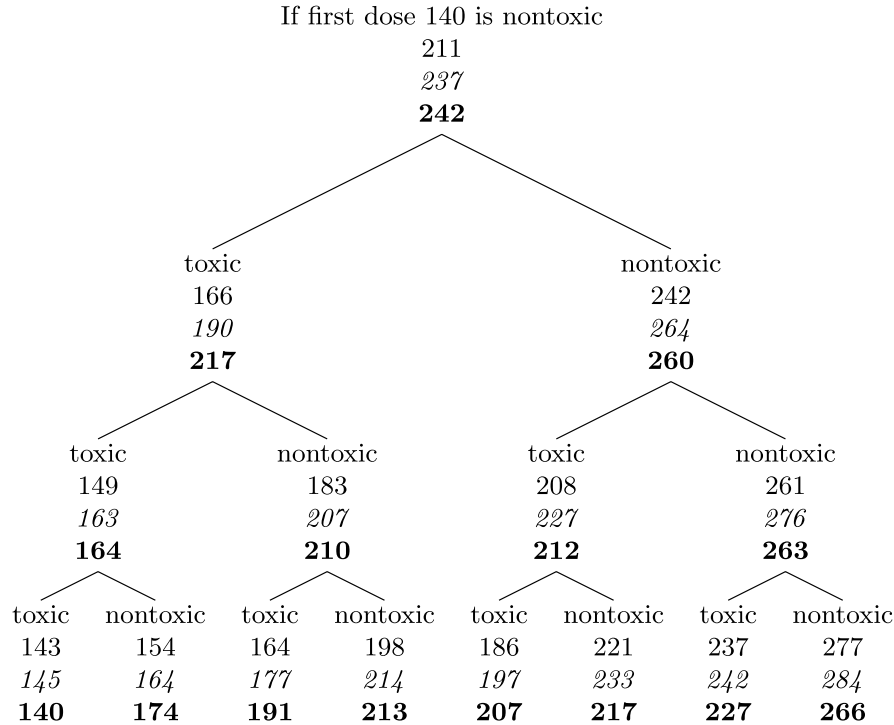 If first dose 140 is nontoxic
211
237
242
toxic nontoxic
166 242
190 264
217 260
toxic nontoxic toxic nontoxic
149 183 208 261
163 207 227 276
164 210 212 263
toxic nontoxic toxic nontoxic toxic nontoxic toxic nontoxic
143 154 164 198 186 221 237 277
145 164 177 214 197 233 242 284
140 174 191 213 207 217 227 266